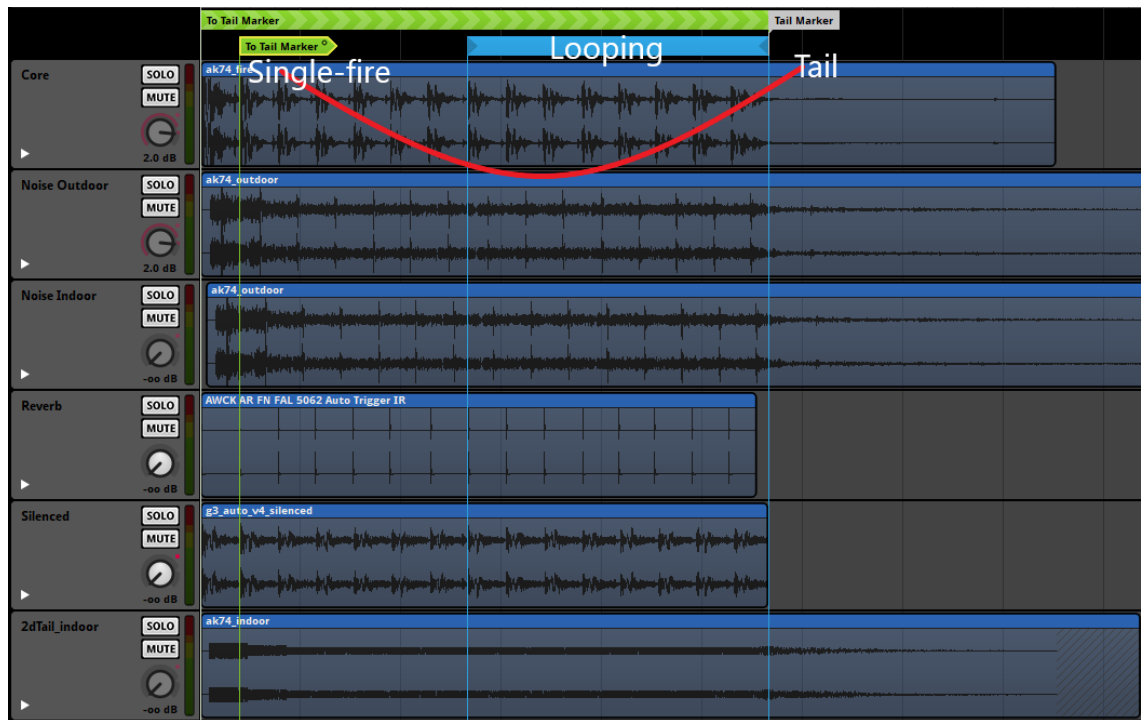 To Tail Marker
Tail Marker
To Tail Marker
Looping
Core
SOLO
MUTE
2.0 dB
ak74_fire
Single-fire
Tail
Noise Outdoor
SOLO
MUTE
2.0 dB
ak74_outdoor
Noise Indoor
SOLO
MUTE
-oo dB
ak74_outdoor
Reverb
SOLO
MUTE
-oo dB
AWCK AR FN FAL 5062 Auto Trigger IR
Silenced
SOLO
MUTE
-oo dB
g3_auto_v4_silenced
2dTail_indoor
SOLO
MUTE
-oo dB
ak74_indoor